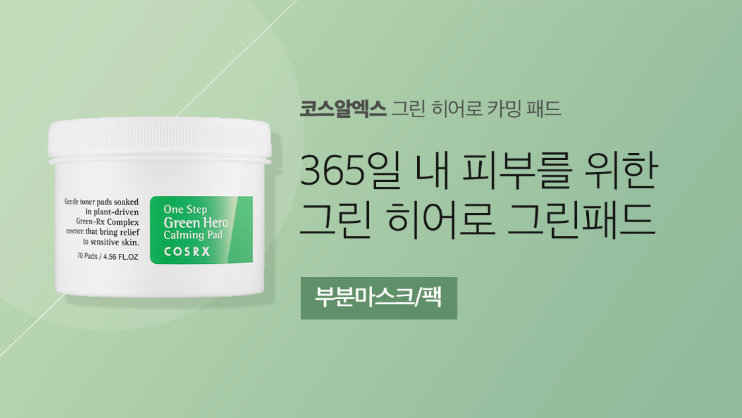 Gentle toner pads soaked
in plant-driven
Green-Rx Complex
essence that bring relief
to sensitive skin.
70 Pads / 4.56 FL.OZ
One Step
Green Hero
Calming Pad
COSRX
코스알엑스 그린 히어로 카밍 패드
365일 내 피부를 위한
그린 히어로 그린패드
부분마스크/팩